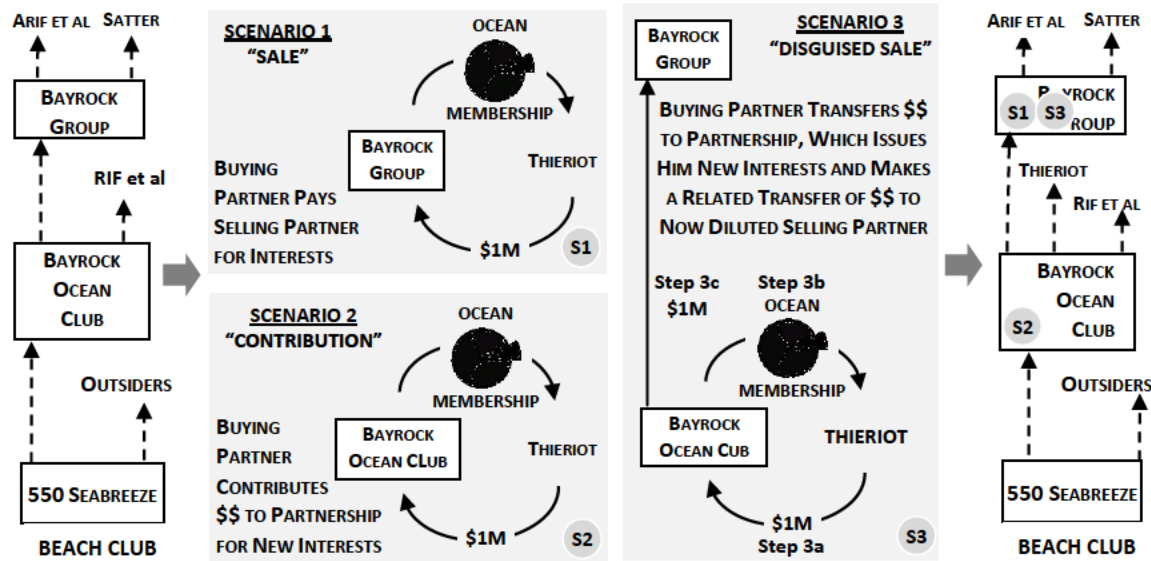 ARIF ET AL
SATTER
BAYROCK
GROUP
RIF et al
BAYROCK
OCEAN
CLUB
OUTSIDERS
550 SEABREEZE
BEACH CLUB
SCENARIO 1
"SALE"
OCEAN
MEMBERSHIP
BAYROCK
GROUP
THIERIOT
$1M
BUYING
PARTNER PAYS
SELLING PARTNER
FOR INTERESTS
S1
SCENARIO 2
"CONTRIBUTION"
OCEAN
MEMBERSHIP
BAYROCK
OCEAN CLUB
THIERIOT
$1M
BUYING
PARTNER
CONTRIBUTES
$$ TO PARTNERSHIP
FOR NEW INTERESTS
S2
SCENARIO 3
"DISGUISED SALE"
BAYROCK
GROUP
BUYING PARTNER TRANSFERS $$
TO PARTNERSHIP, WHICH ISSUES
HIM NEW INTERESTS AND MAKES
A RELATED TRANSFER OF $$ TO
NOW DILUTED SELLING PARTNER
Step 3c
$1M
Step 3b
OCEAN
MEMBERSHIP
BAYROCK
OCEAN CUB
THIERIOT
$1M
Step 3a
S3
ARIF ET AL
SATTER
BAYROCK
ROUP
S1
S3
THIERIOT
RIF ET AL
BAYROCK
OCEAN
CLUB
S2
OUTSIDERS
550 SEABREEZE
BEACH CLUB